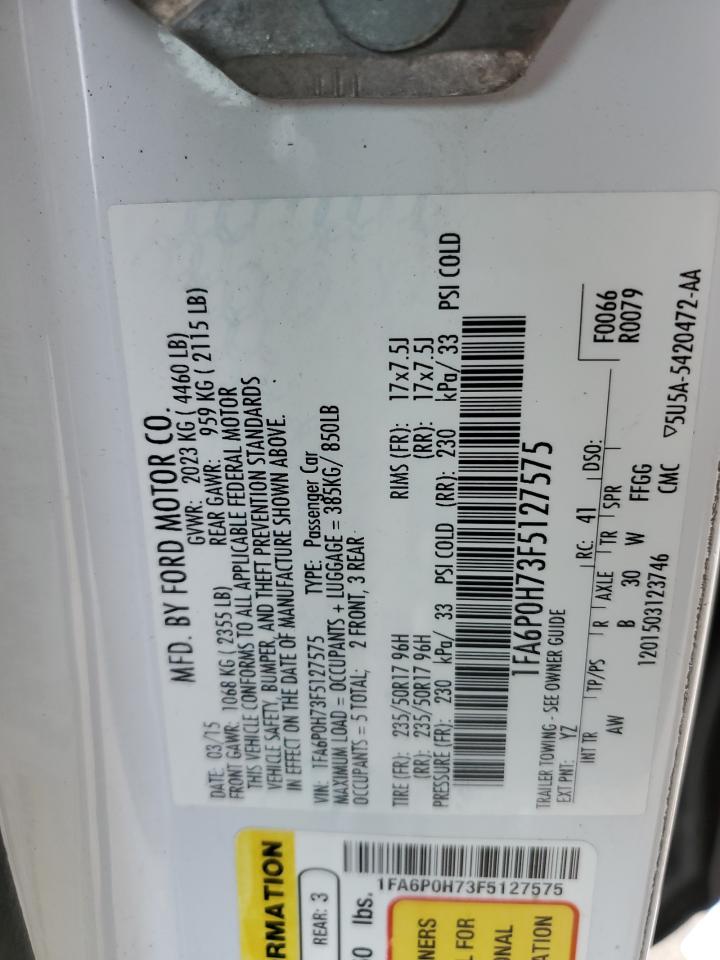 MFD. BY FORD MOTOR CO.
DATE: 03/15 GVWR: 2023 KG ( 4460 LB)
FRONT GAWR: 1068 KG ( 2355 LB) REAR GAWR: 959 KG ( 2115 LB)
THIS VEHICLE CONFORMS TO ALL APPLICABLE FEDERAL MOTOR
VEHICLE SAFETY, BUMPER, AND THEFT PREVENTION STANDARDS
IN EFFECT ON THE DATE OF MANUFACTURE SHOWN ABOVE.
VIN: 1FA6P0H73F5127575 TYPE: Passenger Car
MAXIMUM LOAD = OCCUPANTS + LUGGAGE = 385KG/ 850LB
OCCUPANTS = 5 TOTAL; 2 FRONT, 3 REAR
TIRE (FR): 235/50R17 96H RIMS (FR): 17x7.5J
(RR): 235/50R17 96H (RR): 17x7.5J
PRESSURE (FR): 230 kPa/ 33 PSI COLD (RR): 230 kPa/ 33 PSI COLD
1FA6P0H73F5127575
TRAILER TOWING - SEE OWNER GUIDE
EXT PNT: YZ RC: 41 DSO:
F0066
R0079
INT TR TP/PS R AXLE TR SPR
AW B 30 W FFGG
1201503123746 CMC ▽5U5A-5420472-AA
RMATION
REAR: 3
0 lbs.
1FA6P0H73F5127575
NERS
L FOR
ONAL
ATION